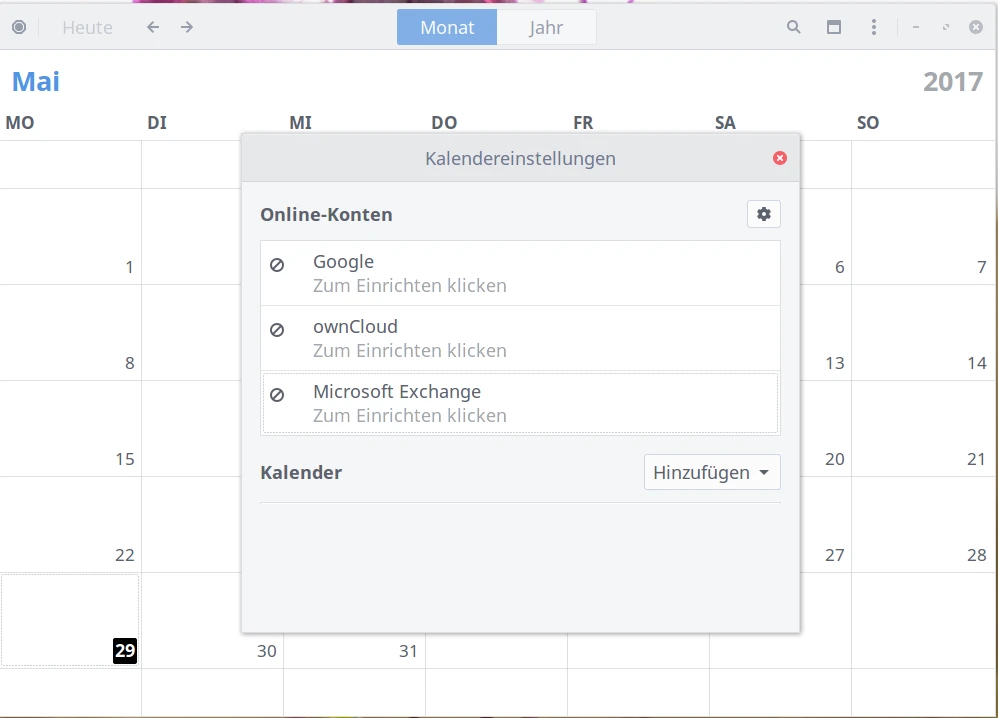 Heute
Monat
Jahr
Mai
2017
MO DI MI DO FR SA SO
Kalendereinstellungen
Online-Konten
Google
Zum Einrichten klicken
ownCloud
Zum Einrichten klicken
Microsoft Exchange
Zum Einrichten klicken
Kalender
Hinzufügen
1 6 7
8 13 14
15 20 21
22 27 28
29 30 31